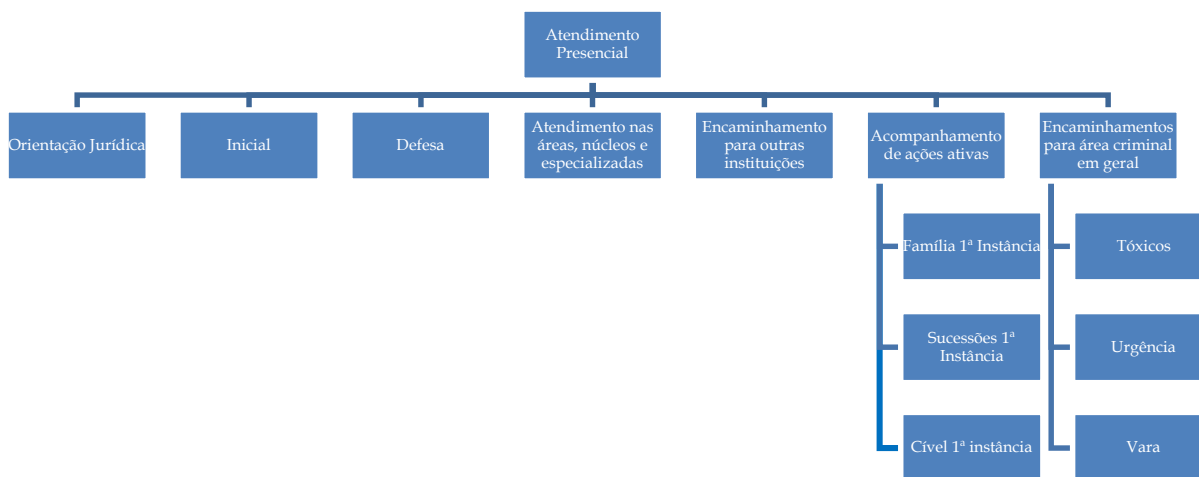 Atendimento
Presencial
Orientação Jurídica
Inicial
Defesa
Atendimento nas
áreas, núcleos e
especializadas
Encaminhamento
para outras
instituições
Acompanhamento
de ações ativas
Encaminhamentos
para área criminal
em geral
Família 1ª Instância
Sucessões 1ª
Instância
Cível 1ª instância
Tóxicos
Urgência
Vara